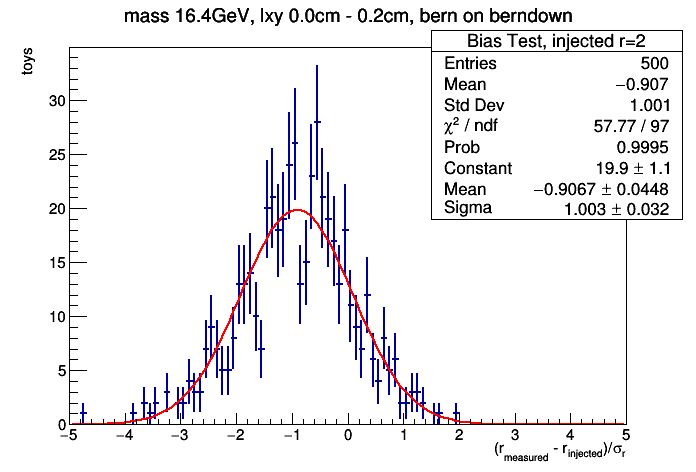 mass 16.4GeV, lxy 0.0cm - 0.2cm, bern on berndown
toys
Bias Test, injected r=2
Entries 500
Mean −0.907
Std Dev 1.001
χ² / ndf 57.77 / 97
Prob 0.9995
Constant 19.9 ± 1.1
Mean −0.9067 ± 0.0448
Sigma 1.003 ± 0.032
30
25
20
15
10
5
0
−5 −4 −3 −2 −1 0 1 2 3 4 5
(r_measured - r_injected)/σ_r